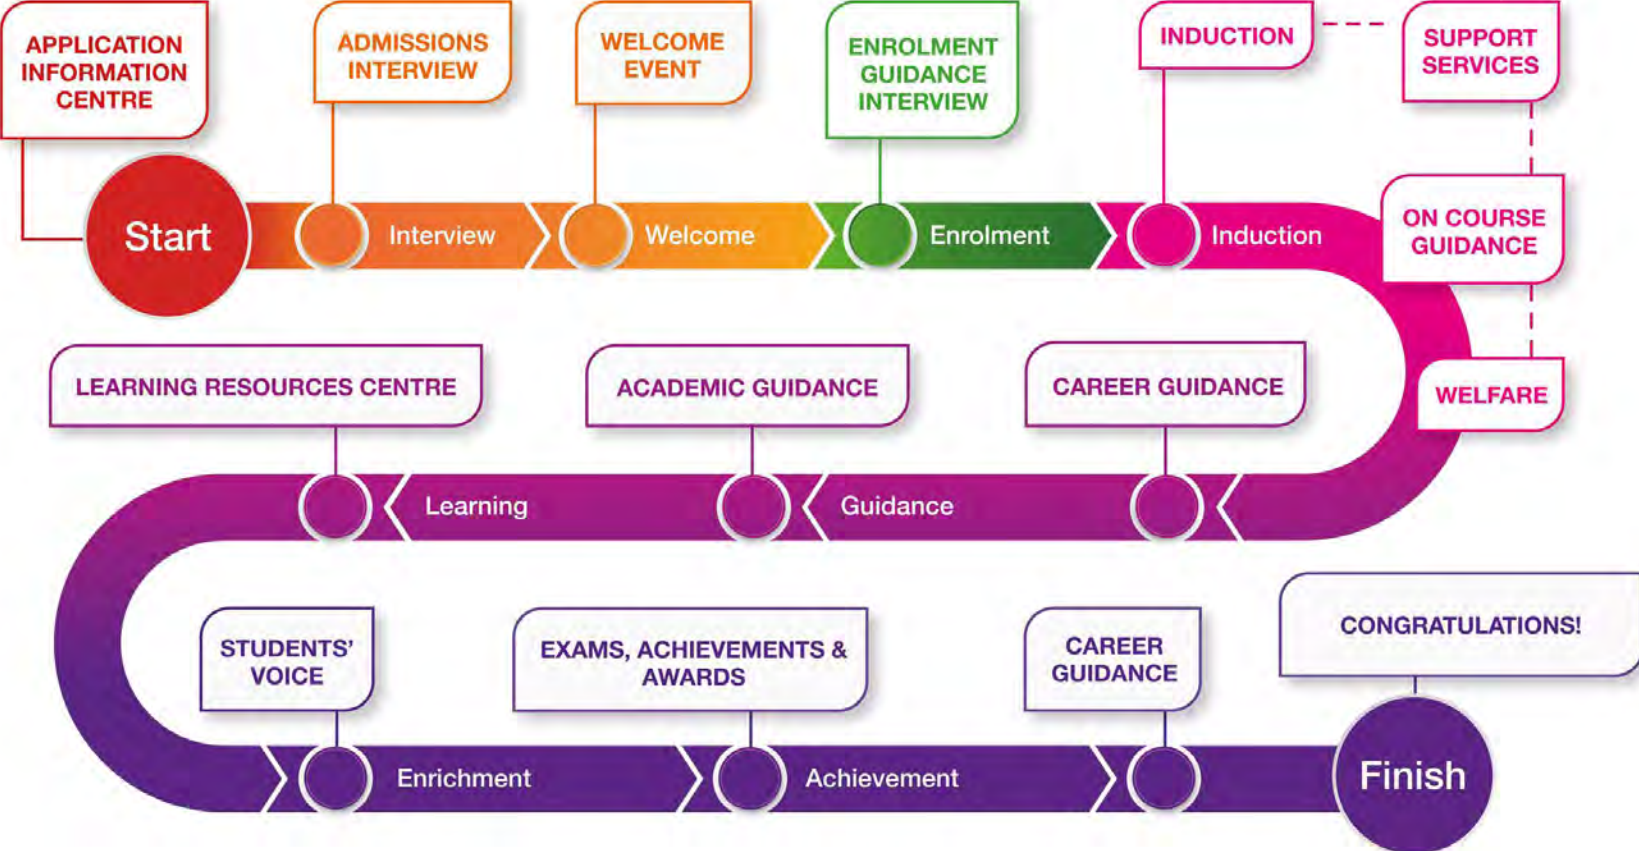 APPLICATION
INFORMATION
CENTRE
ADMISSIONS
INTERVIEW
WELCOME
EVENT
ENROLMENT
GUIDANCE
INTERVIEW
INDUCTION
SUPPORT
SERVICES
Start
Interview
Welcome
Enrolment
Induction
ON COURSE
GUIDANCE
WELFARE
CAREER GUIDANCE
ACADEMIC GUIDANCE
LEARNING RESOURCES CENTRE
Guidance
Learning
STUDENTS'
VOICE
EXAMS, ACHIEVEMENTS &
AWARDS
CAREER
GUIDANCE
CONGRATULATIONS!
Enrichment
Achievement
Finish